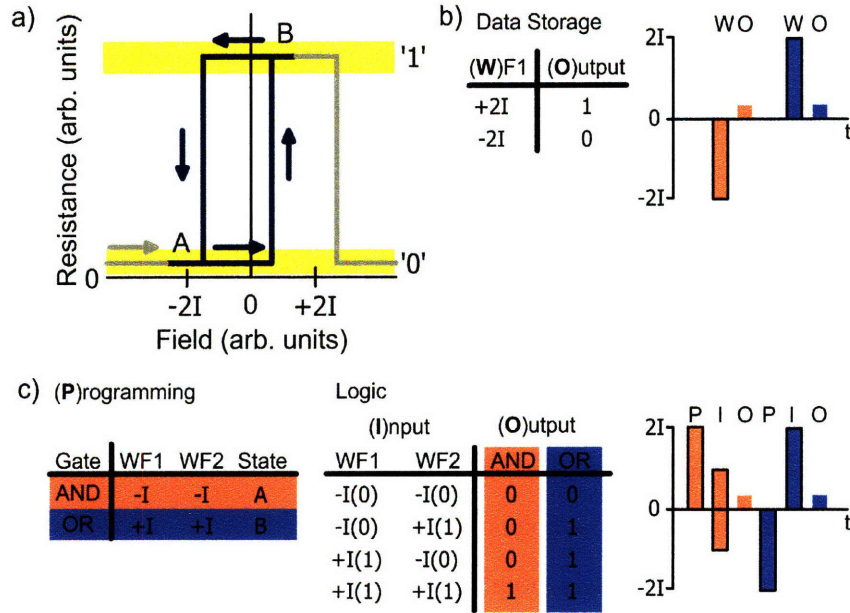 a)
B
'1'
A
'0'
0
-2I 0 +2I
Resistance (arb. units)
Field (arb. units)
b) Data Storage
(W)F1 (O)utput
+2I 1
-2I 0
W O W O
2I
0
t
-2I
c) (P)rogramming
Gate WF1 WF2 State
AND -I -I A
OR +I +I B
Logic
(I)nput (O)utput
WF1 WF2 AND OR
-I(0) -I(0) 0 0
-I(0) +I(1) 0 1
+I(1) -I(0) 0 1
+I(1) +I(1) 1 1
P I O P I O
2I
0
t
-2I